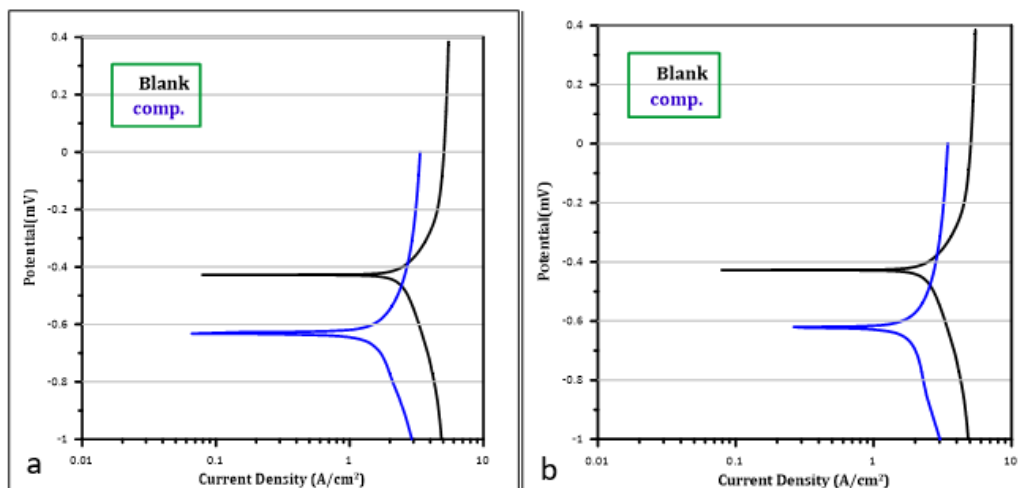 0.4
0.2
0
-0.2
-0.4
-0.6
-0.8
-1
Potential(mV)
Blank
comp.
0.01
0.1
1
10
Current Density (A/cm²)
a
0.4
0.2
0
-0.2
-0.4
-0.6
-0.8
-1
Potential(mV)
Blank
comp.
0.01
0.1
1
10
Current Density (A/cm²)
b